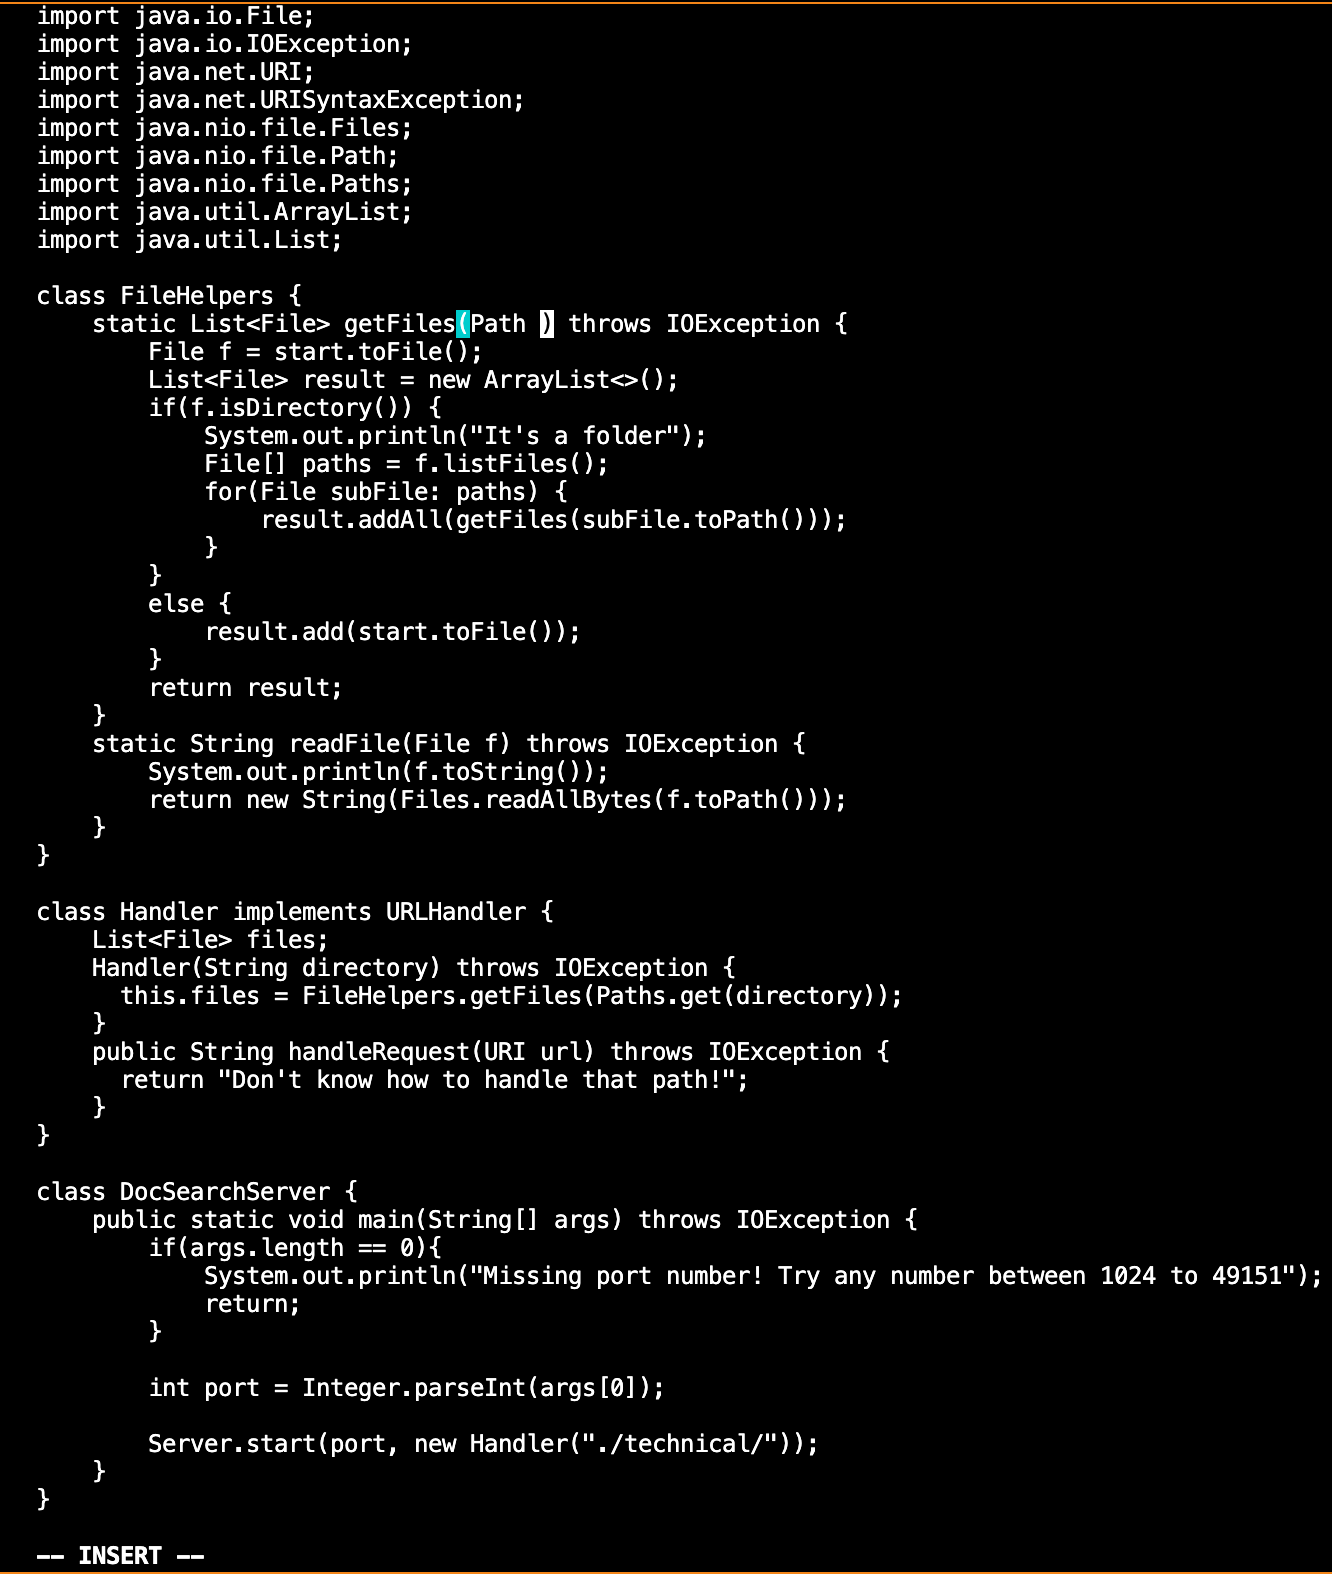 import java.io.File;
import java.io.IOException;
import java.net.URI;
import java.net.URISyntaxException;
import java.nio.file.Files;
import java.nio.file.Path;
import java.nio.file.Paths;
import java.util.ArrayList;
import java.util.List;

class FileHelpers {
    static List<File> getFiles(Path ) throws IOException {
        File f = start.toFile();
        List<File> result = new ArrayList<>();
        if(f.isDirectory()) {
            System.out.println("It's a folder");
            File[] paths = f.listFiles();
            for(File subFile: paths) {
                result.addAll(getFiles(subFile.toPath()));
            }
        }
        else {
            result.add(start.toFile());
        }
        return result;
    }
    static String readFile(File f) throws IOException {
        System.out.println(f.toString());
        return new String(Files.readAllBytes(f.toPath()));
    }
}

class Handler implements URLHandler {
    List<File> files;
    Handler(String directory) throws IOException {
      this.files = FileHelpers.getFiles(Paths.get(directory));
    }
    public String handleRequest(URI url) throws IOException {
      return "Don't know how to handle that path!";
    }
}

class DocSearchServer {
    public static void main(String[] args) throws IOException {
        if(args.length == 0){
            System.out.println("Missing port number! Try any number between 1024 to 49151");
            return;
        }

        int port = Integer.parseInt(args[0]);

        Server.start(port, new Handler("./technical/"));
    }
}

-- INSERT --